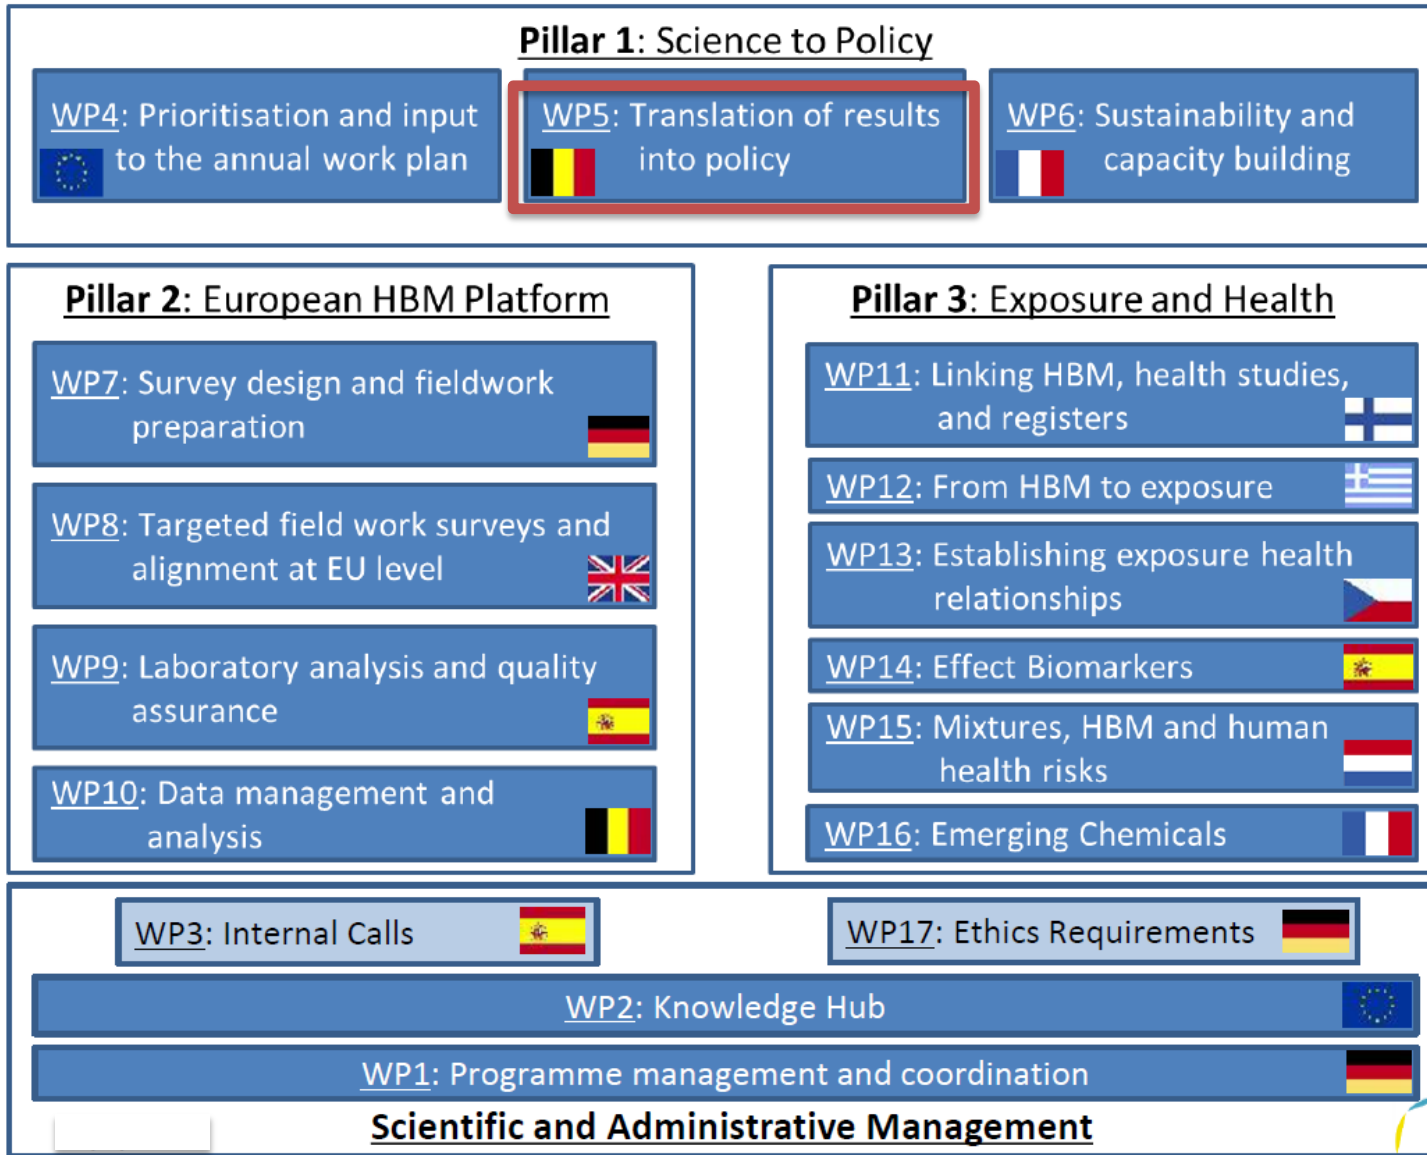 Pillar 1: Science to Policy
WP4: Prioritisation and input
to the annual work plan
WP5: Translation of results
into policy
WP6: Sustainability and
capacity building
Pillar 2: European HBM Platform
WP7: Survey design and fieldwork
preparation
WP8: Targeted field work surveys and
alignment at EU level
WP9: Laboratory analysis and quality
assurance
WP10: Data management and
analysis
Pillar 3: Exposure and Health
WP11: Linking HBM, health studies,
and registers
WP12: From HBM to exposure
WP13: Establishing exposure health
relationships
WP14: Effect Biomarkers
WP15: Mixtures, HBM and human
health risks
WP16: Emerging Chemicals
WP3: Internal Calls
WP17: Ethics Requirements
WP2: Knowledge Hub
WP1: Programme management and coordination
Scientific and Administrative Management